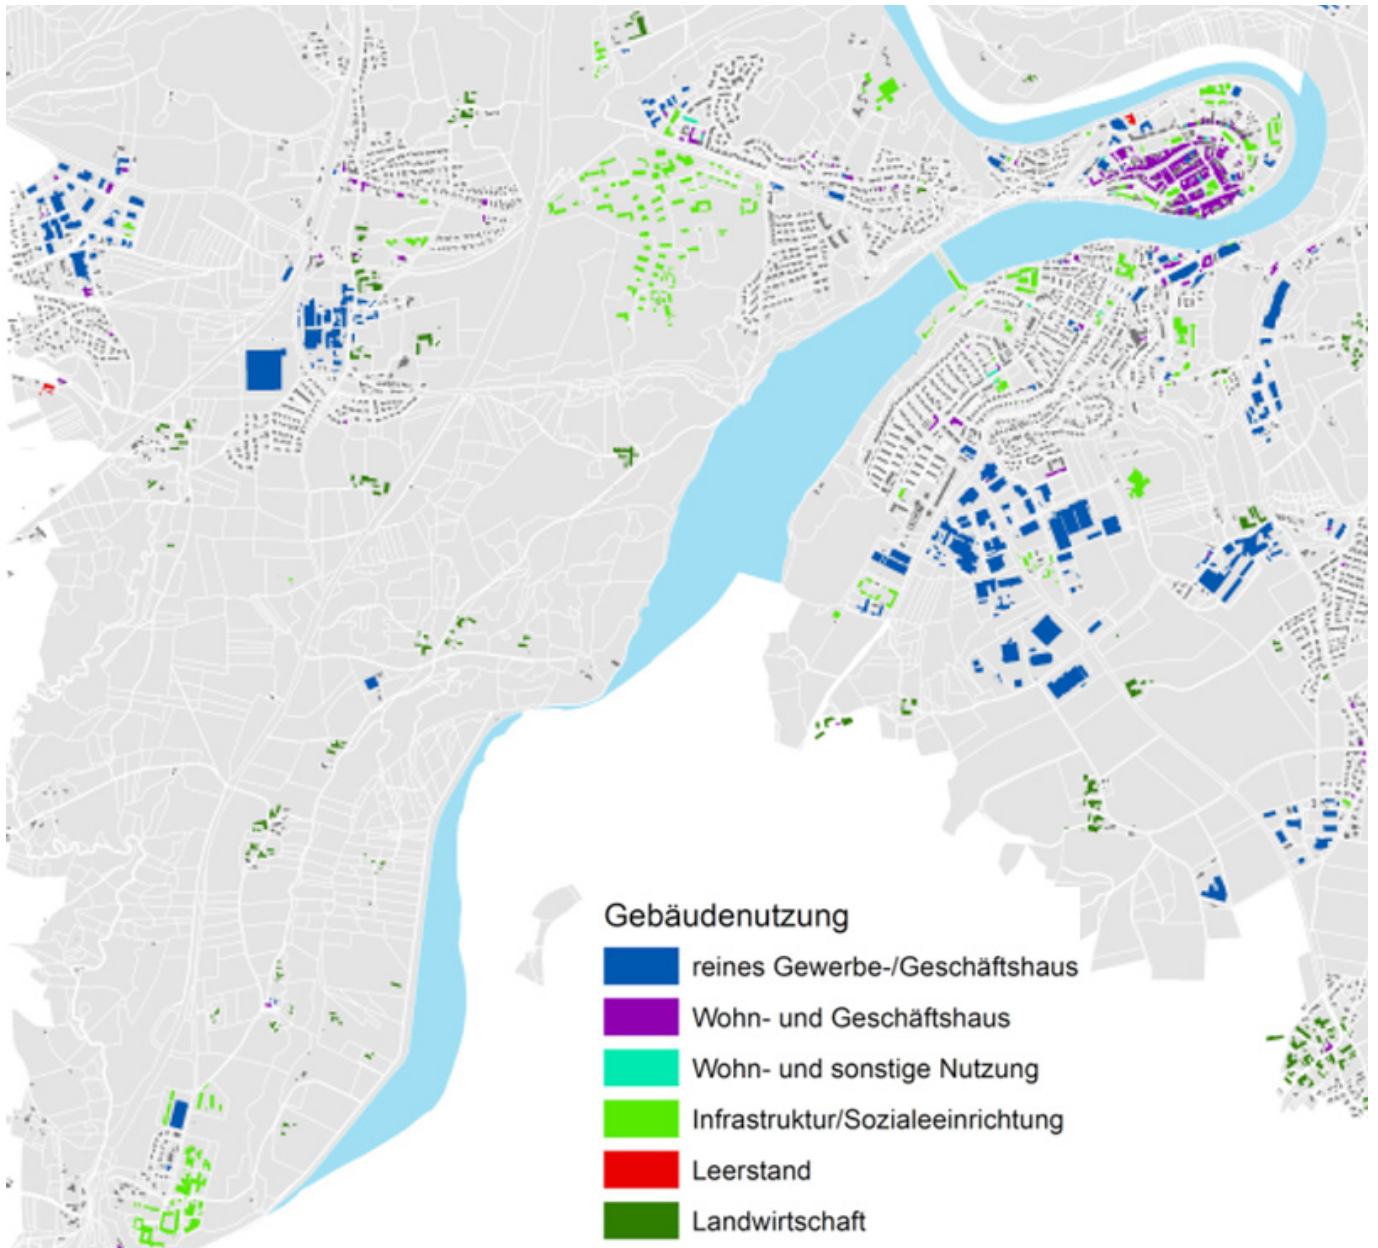 Gebäudenutzung
reines Gewerbe-/Geschäftshaus
Wohn- und Geschäftshaus
Wohn- und sonstige Nutzung
Infrastruktur/Sozialeeinrichtung
Leerstand
Landwirtschaft